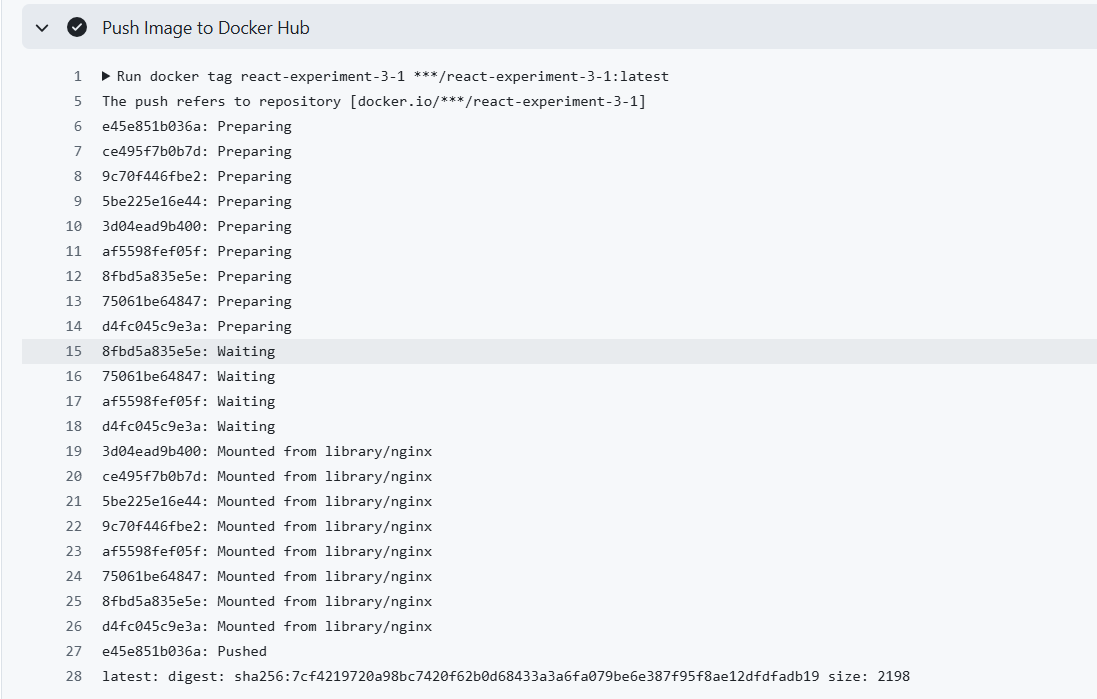 Push Image to Docker Hub
1 Run docker tag react-experiment-3-1 ***/react-experiment-3-1:latest
5 The push refers to repository [docker.io/***/react-experiment-3-1]
6 e45e851b036a: Preparing
7 ce495f7b0b7d: Preparing
8 9c70f446fbe2: Preparing
9 5be225e16e44: Preparing
10 3d04ead9b400: Preparing
11 af5598fef05f: Preparing
12 8fbd5a835e5e: Preparing
13 75061be64847: Preparing
14 d4fc045c9e3a: Preparing
15 8fbd5a835e5e: Waiting
16 75061be64847: Waiting
17 af5598fef05f: Waiting
18 d4fc045c9e3a: Waiting
19 3d04ead9b400: Mounted from library/nginx
20 ce495f7b0b7d: Mounted from library/nginx
21 5be225e16e44: Mounted from library/nginx
22 9c70f446fbe2: Mounted from library/nginx
23 af5598fef05f: Mounted from library/nginx
24 75061be64847: Mounted from library/nginx
25 8fbd5a835e5e: Mounted from library/nginx
26 d4fc045c9e3a: Mounted from library/nginx
27 e45e851b036a: Pushed
28 latest: digest: sha256:7cf4219720a98bc7420f62b0d68433a3a6fa079be6e387f95f8ae12dfdfadb19 size: 2198